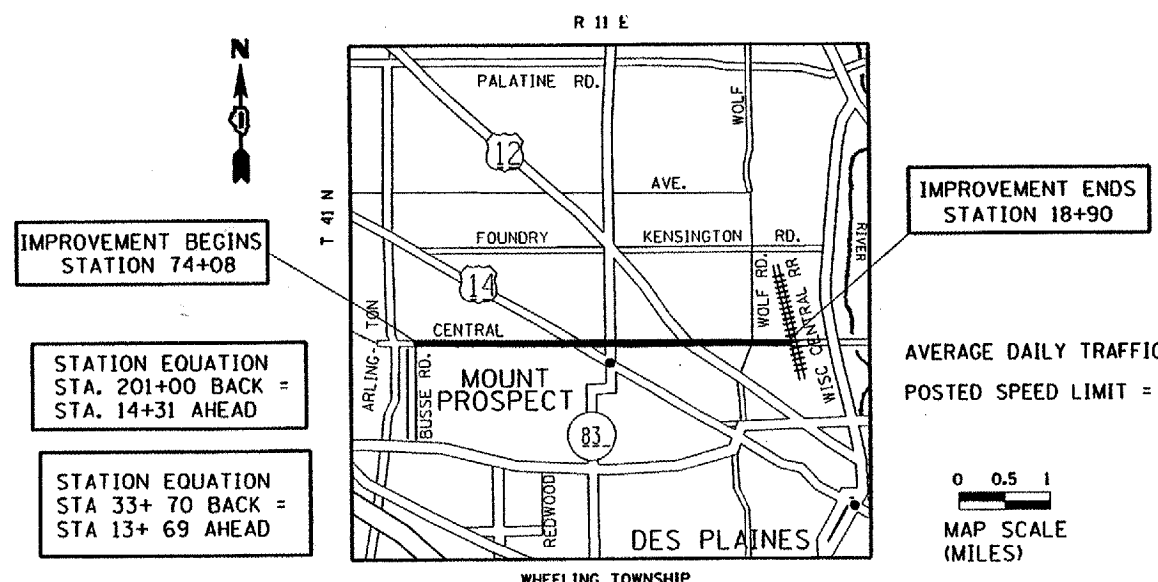 R 11 E
N
PALATINE RD.
WOLF
12
T 41 N
AVE.
IMPROVEMENT ENDS
STATION 18+90
IMPROVEMENT BEGINS
STATION 74+08
FOUNDRY
KENSINGTON RD.
RIVER
14
WOLF RD.
WISC CENTRAL RR
ARLING-TON
CENTRAL
BUSSE RD.
STATION EQUATION
STA. 201+00 BACK =
STA. 14+31 AHEAD
MOUNT
PROSPECT
AVERAGE DAILY TRAFFIC
POSTED SPEED LIMIT =
83
STATION EQUATION
STA 33+ 70 BACK =
STA 13+ 69 AHEAD
REDWOOD
DES PLAINES
0 0.5 1
MAP SCALE
(MILES)
WHEELING TOWNSHIP